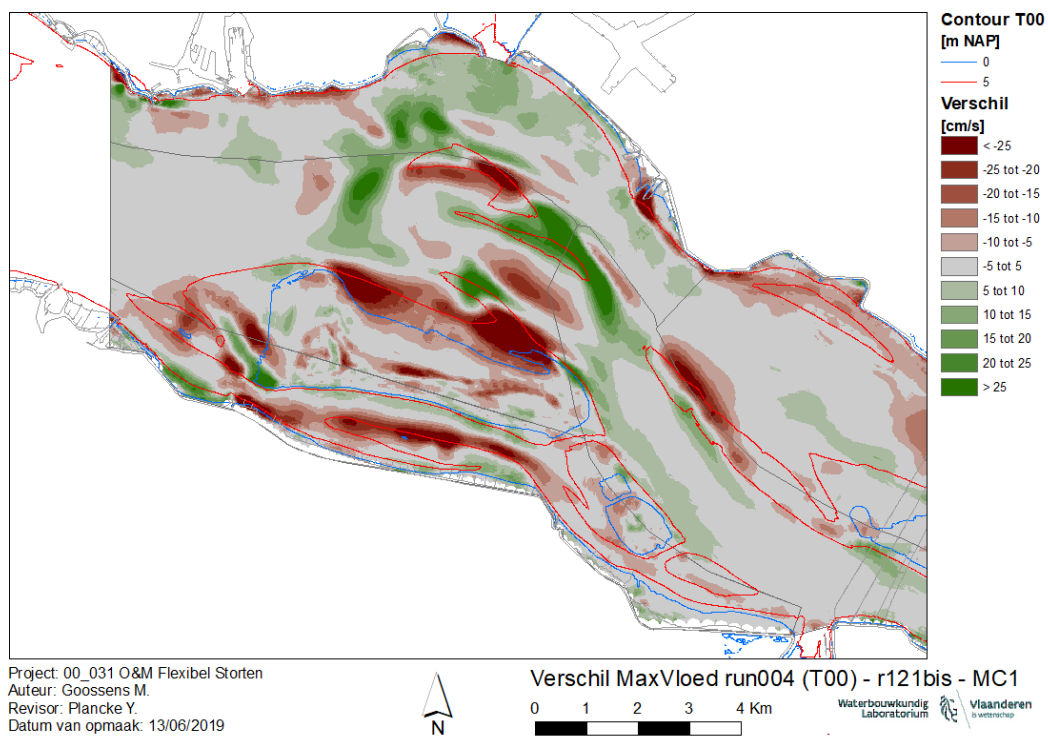 Contour T00
[m NAP]
0
5
Verschil
[cm/s]
< -25
-25 tot -20
-20 tot -15
-15 tot -10
-10 tot -5
-5 tot 5
5 tot 10
10 tot 15
15 tot 20
20 tot 25
> 25
Project: 00_031 O&M Flexibel Storten
Auteur: Goossens M.
Revisor: Plancke Y.
Datum van opmaak: 13/06/2019
N
Verschil MaxVloed run004 (T00) - r121bis - MC1
0 1 2 3 4 Km
Waterbouwkundig
Laboratorium
Vlaanderen
is wetenschap